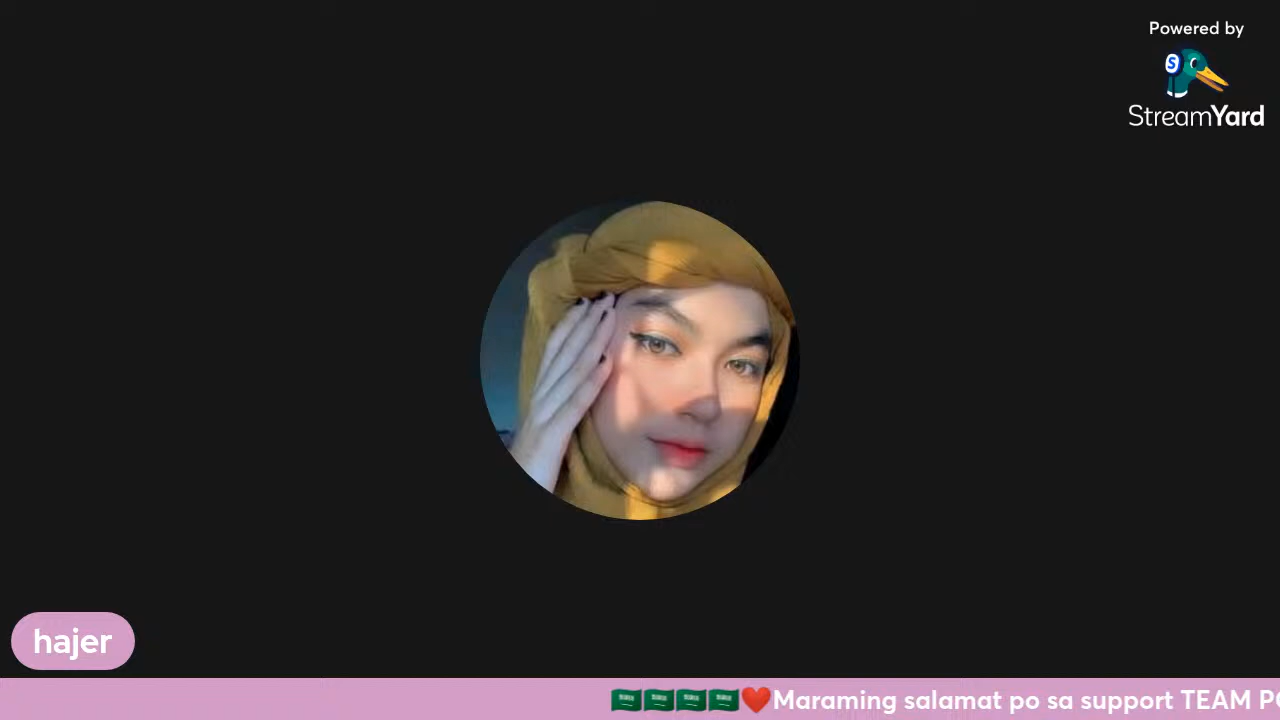 Powered by
StreamYard
hajer
🇸🇦🇸🇦🇸🇦🇸🇦❤️Maraming salamat po sa support TEAM